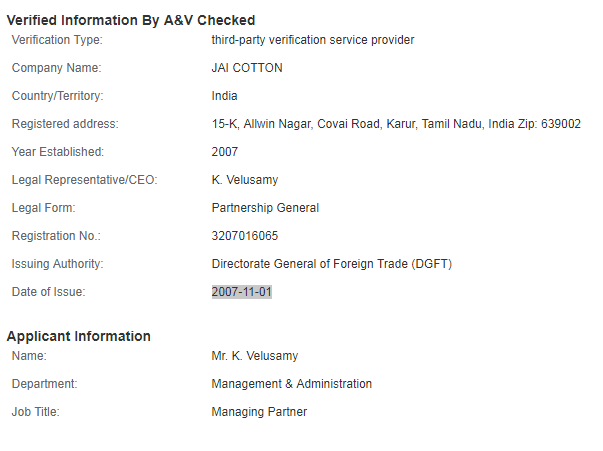 Verified Information By A&V Checked
Verification Type: third-party verification service provider
Company Name: JAI COTTON
Country/Territory: India
Registered address: 15-K, Allwin Nagar, Covai Road, Karur, Tamil Nadu, India Zip: 639002
Year Established: 2007
Legal Representative/CEO: K. Velusamy
Legal Form: Partnership General
Registration No.: 3207016065
Issuing Authority: Directorate General of Foreign Trade (DGFT)
Date of Issue: 2007-11-01
Applicant Information
Name: Mr. K. Velusamy
Department: Management & Administration
Job Title: Managing Partner